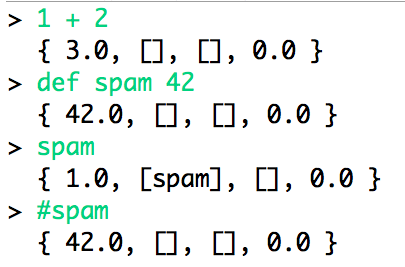 > 1 + 2
{ 3.0, [], [], 0.0 }
> def spam 42
{ 42.0, [], [], 0.0 }
> spam
{ 1.0, [spam], [], 0.0 }
> #spam
{ 42.0, [], [], 0.0 }